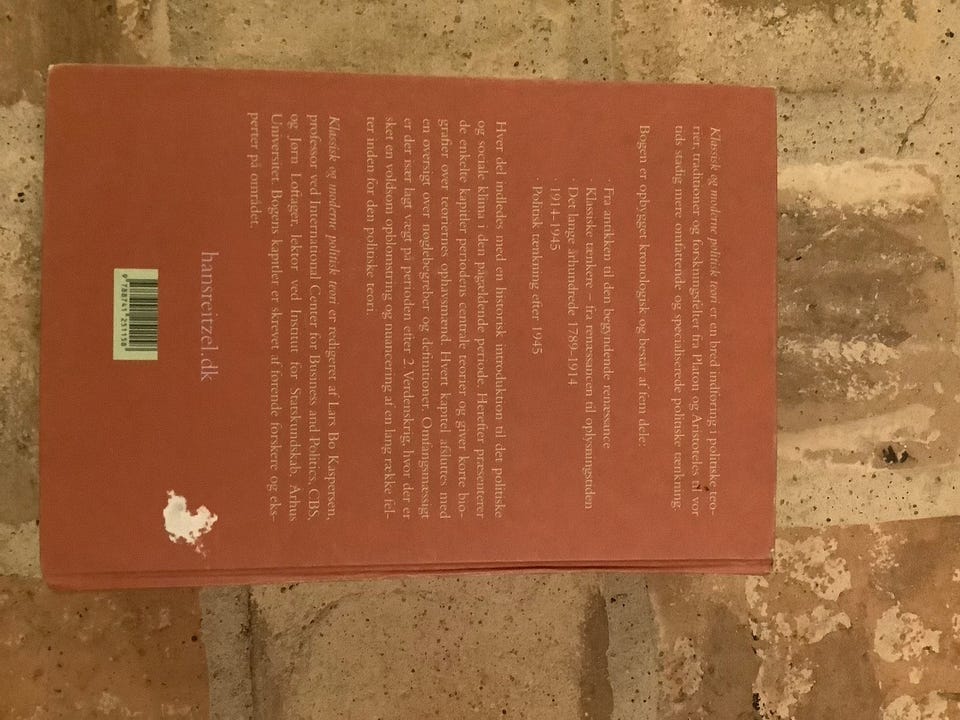 Klassisk og moderne politisk teori er en bred indføring i politiske teo-
rier, traditioner og forskningsfelter fra Platon og Aristoteles til vor
tids stadig mere omfattende og specialiserede politiske tænkning.
Bogen er opbygget kronologisk og består af fem dele:
· Fra antikken til den begyndende renæssance
· Klassiske tænkere – fra renæssancen til oplysningstiden
· Det lange århundrede 1789-1914
· 1914-1945
· Politisk tænkning efter 1945
Hver del indledes med en historisk introduktion til det politiske
og sociale klima i den pågældende periode. Herefter præsenterer
de enkelte kapitler periodens centrale teorier og giver korte bio-
grafier over teoriernes ophavsmænd. Hvert kapitel afsluttes med
en oversigt over nøglebegreber og definitioner. Omfangsmæssigt
er der især lagt vægt på perioden efter 2. Verdenskrig, hvor der er
sket en voldsom opblomstring og nuancering af en lang række fel-
ter inden for den politiske teori.
Klassisk og moderne politisk teori er redigeret af Lars Bo Kaspersen,
professor ved International Center for Business and Politics, CBS,
og Jørn Loftager, lektor ved Institut for Statskundskab, Århus
Universitet. Bogens kapitler er skrevet af førende forskere og eks-
perter på området.
hansreitzel.dk
9 788741 251158